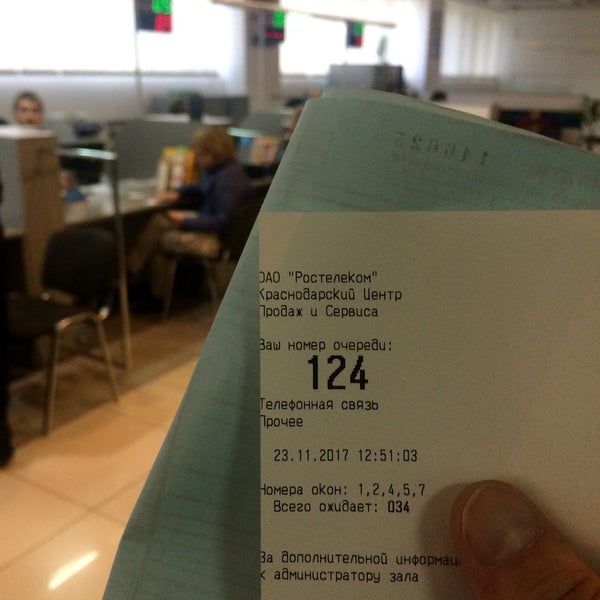 146625
ОАО "Ростелеком"
Краснодарский Центр
Продаж и Сервиса
Ваш номер очереди:
124
Телефонная связь
Прочее
23.11.2017 12:51:03
Номера окон: 1,2,4,5,7
Всего ожидает: 034
За дополнительной
к администратору зала